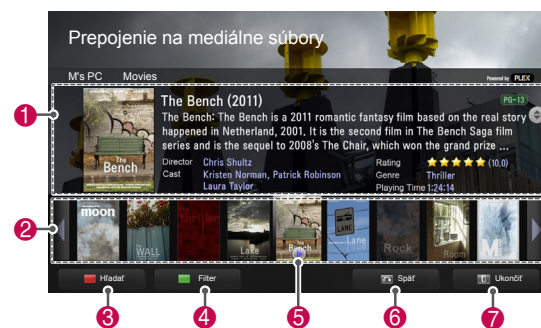 Prepojenie na mediálne súbory
M's PC Movies
Powered by PLEX
1
The Bench (2011)
PG-13
The Bench: The Bench is a 2011 romantic fantasy film based on the real story
happened in Netherland, 2001. It is the second film in The Bench Saga film
series and is the sequel to 2008's The Chair, which won the grand prize ...
The
Bench
Director Chris Shultz
Rating (10,0)
Cast Kristen Norman, Patrick Robinson
Genre Thriller
Laura Taylor
Playing Time 1:24:14
2
moon
WALL
thriller
Lake
The
Bench
LANE
Lane
Rock
Room
M
Hľadať
Filter
Späť
Ukončiť
3
4
5
6
7